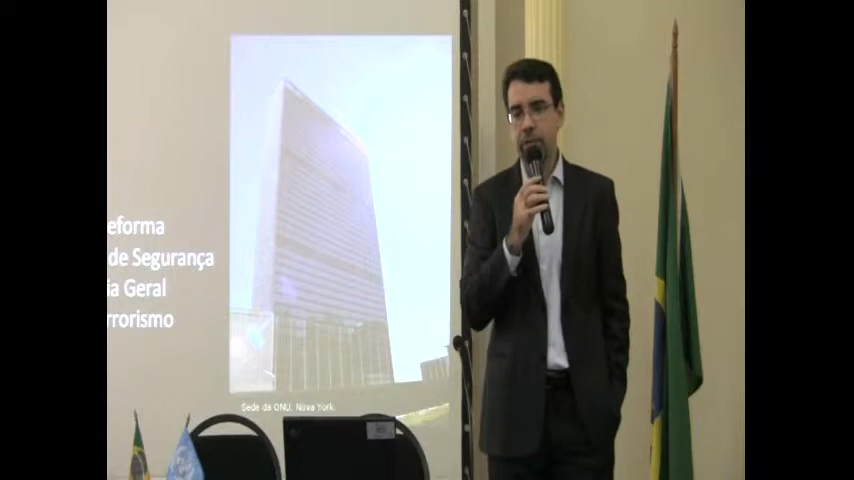 eforma
de Segurança
ia Geral
rrorismo
Sede da ONU, Nova York.